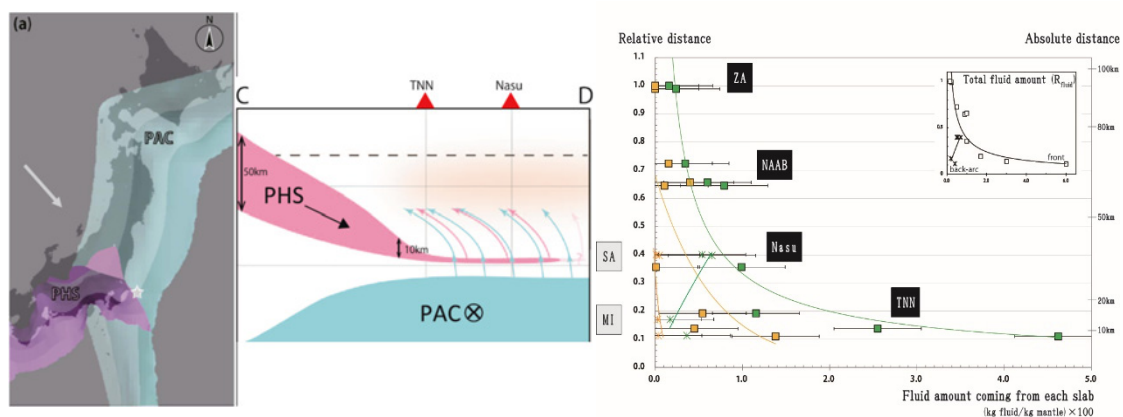 (a)
N
PAC
PHS
C
TNN
Nasu
D
50km
PHS
10km
PAC
Relative distance
Absolute distance
1.1
1.0
0.9
0.8
0.7
0.6
0.5
0.4
0.3
0.2
0.1
0.0
1.0
2.0
3.0
4.0
5.0
100km
80km
50km
20km
10km
ZA
NAAB
Nasu
TNN
SA
MI
Total fluid amount (R_fluid)
front
back-arc
Fluid amount coming from each slab
(kg fluid/kg mantle) ×100